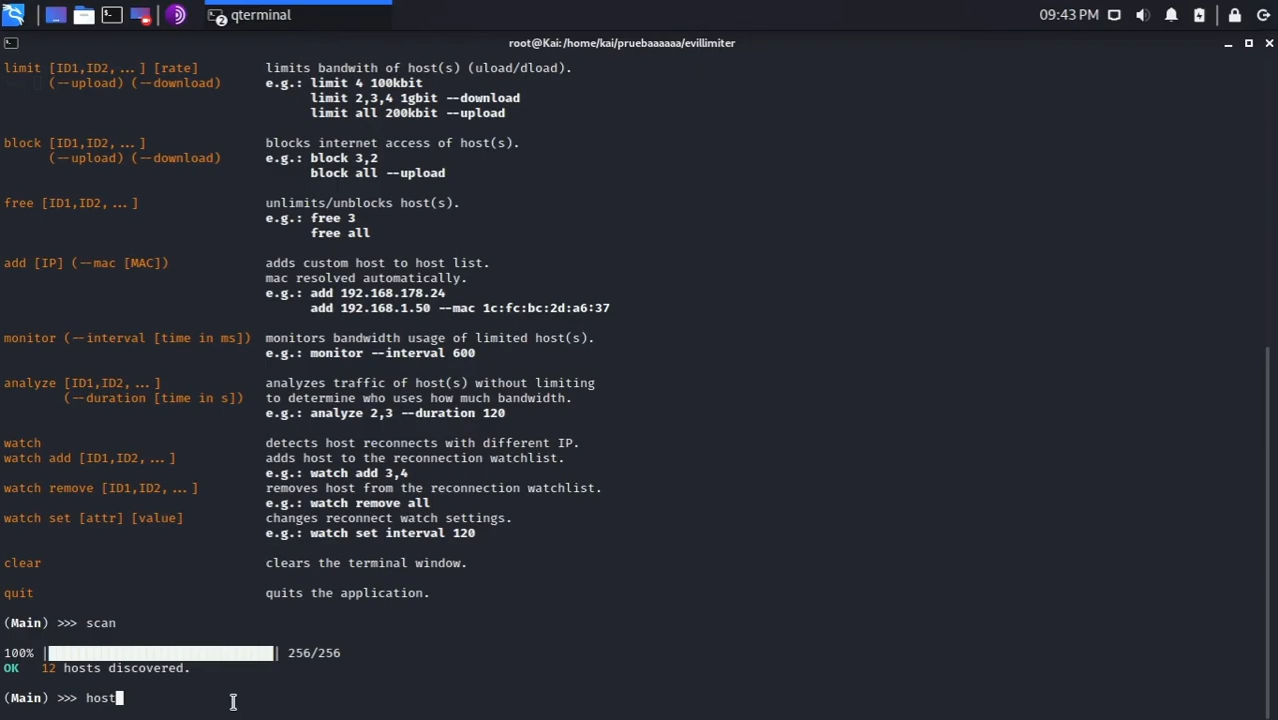 qterminal
09:43 PM
root@Kai:/home/kai/pruebaaaaaa/evillimiter
limit [ID1,ID2,...] [rate] limits bandwith of host(s) (uload/dload).
(--upload) (--download) e.g.: limit 4 100kbit
limit 2,3,4 1gbit --download
limit all 200kbit --upload
block [ID1,ID2,...] blocks internet access of host(s).
(--upload) (--download) e.g.: block 3,2
block all --upload
free [ID1,ID2,...] unlimits/unblocks host(s).
e.g.: free 3
free all
add [IP] (--mac [MAC]) adds custom host to host list.
mac resolved automatically.
e.g.: add 192.168.178.24
add 192.168.1.50 --mac 1c:fc:bc:2d:a6:37
monitor (--interval [time in ms]) monitors bandwidth usage of limited host(s).
e.g.: monitor --interval 600
analyze [ID1,ID2,...] analyzes traffic of host(s) without limiting
(--duration [time in s]) to determine who uses how much bandwidth.
e.g.: analyze 2,3 --duration 120
watch detects host reconnects with different IP.
watch add [ID1,ID2,...] adds host to the reconnection watchlist.
e.g.: watch add 3,4
watch remove [ID1,ID2,...] removes host from the reconnection watchlist.
e.g.: watch remove all
watch set [attr] [value] changes reconnect watch settings.
e.g.: watch set interval 120
clear clears the terminal window.
quit quits the application.
(Main) >>> scan
100% | | 256/256
OK 12 hosts discovered.
(Main) >>> host